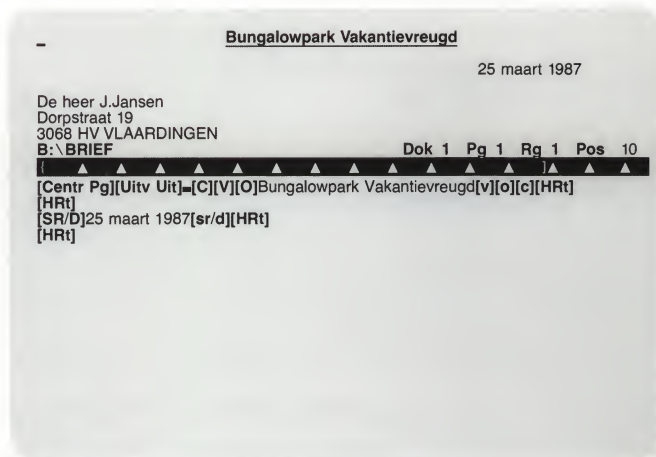 Bungalowpark Vakantievreugd
25 maart 1987
De heer J.Jansen
Dorpstraat 19
3068 HV VLAARDINGEN
B:\BRIEF Dok 1 Pg 1 Rg 1 Pos 10
[Centr Pg][Uitv Uit] [C][V][O]Bungalowpark Vakantievreugd[v][o][c][HRt]
[HRt]
[SR/D]25 maart 1987[sr/d][HRt]
[HRt]